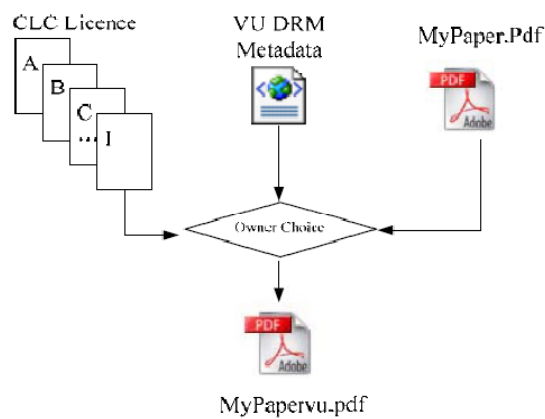 CLC Licence
VU DRM
Metadata
MyPaper.Pdf
A
B
C
...
I
PDF
Adobe
Owner Choice
PDF
Adobe
MyPapervu.pdf